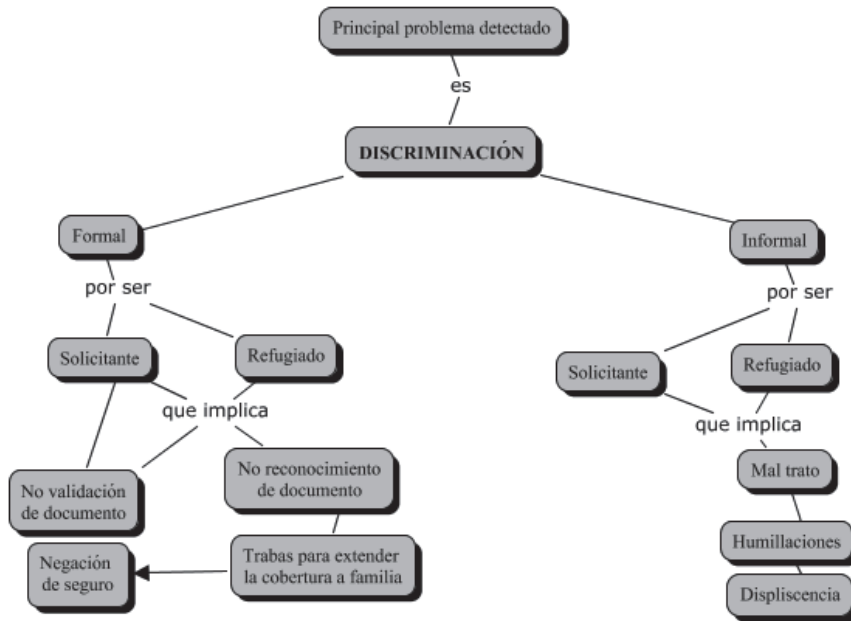 Principal problema detectado
es
DISCRIMINACIÓN
Formal
Informal
por ser
por ser
Solicitante
Refugiado
Solicitante
Refugiado
que implica
que implica
No validación
de documento
No reconocimiento
de documento
Mal trato
Negación
de seguro
Trabas para extender
la cobertura a familia
Humillaciones
Displiscencia